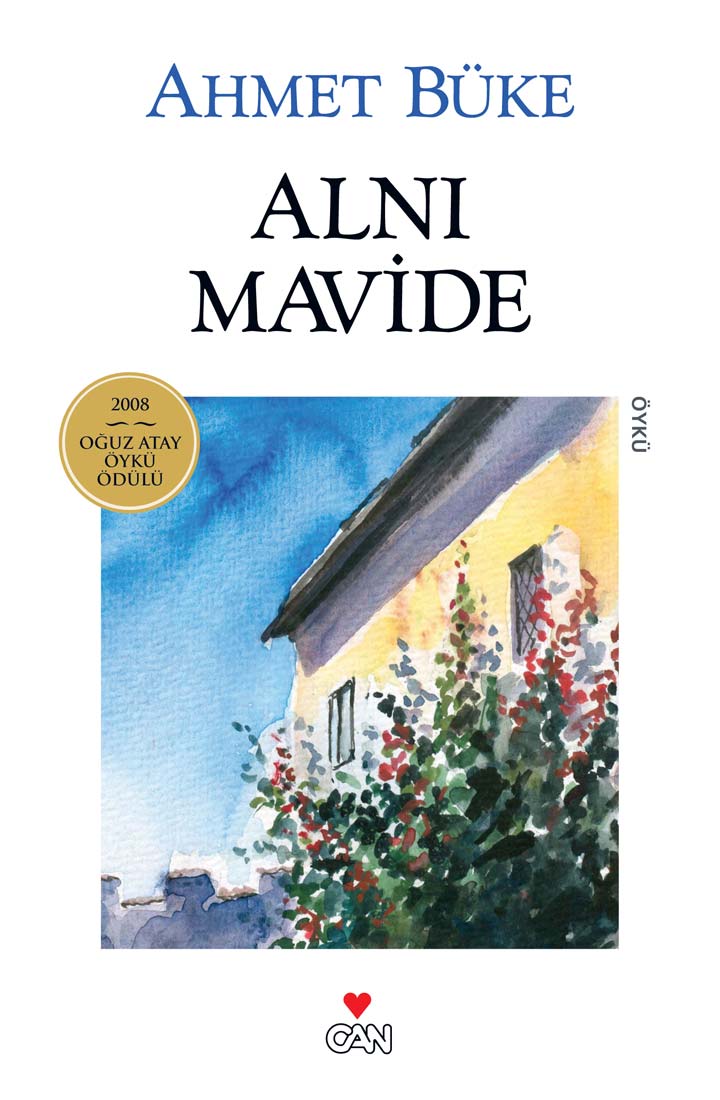 AHMET BÜKE
ALNI
MAVİDE
2008
OĞUZ ATAY
ÖYKÜ
ÖDÜLÜ
ÖYKÜ
CAN